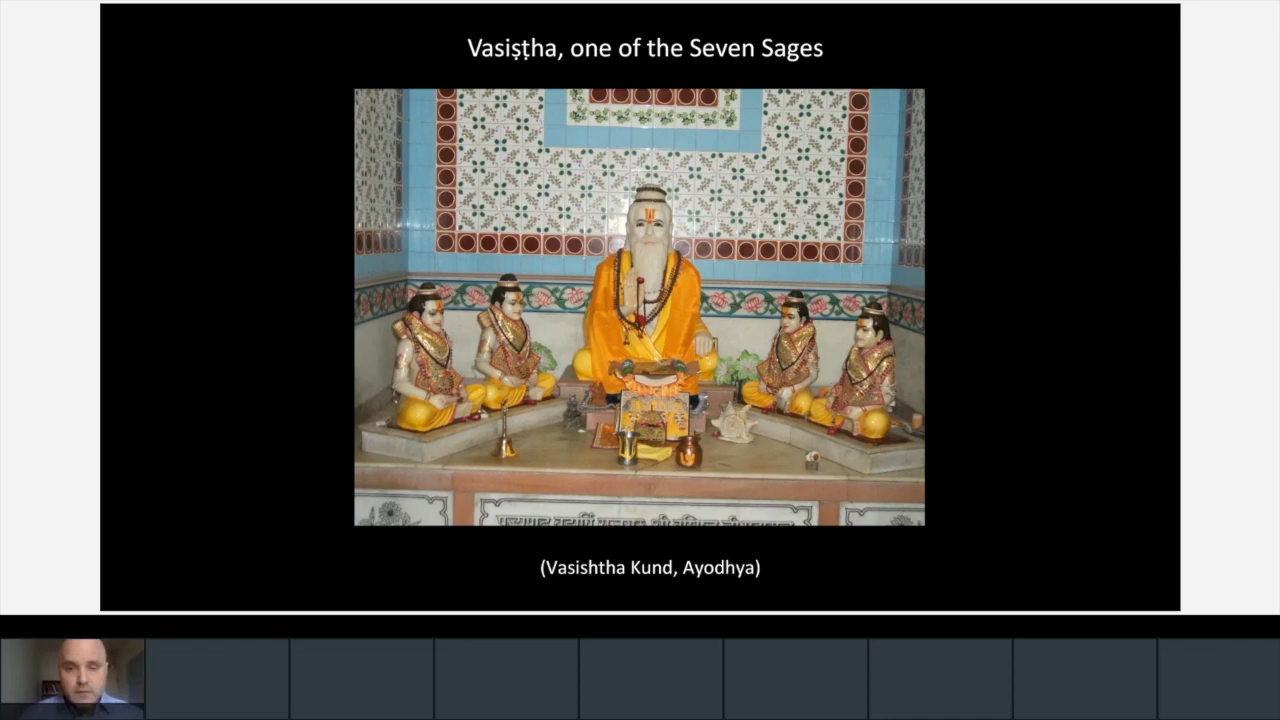 Vasiṣṭha, one of the Seven Sages
(Vasishtha Kund, Ayodhya)